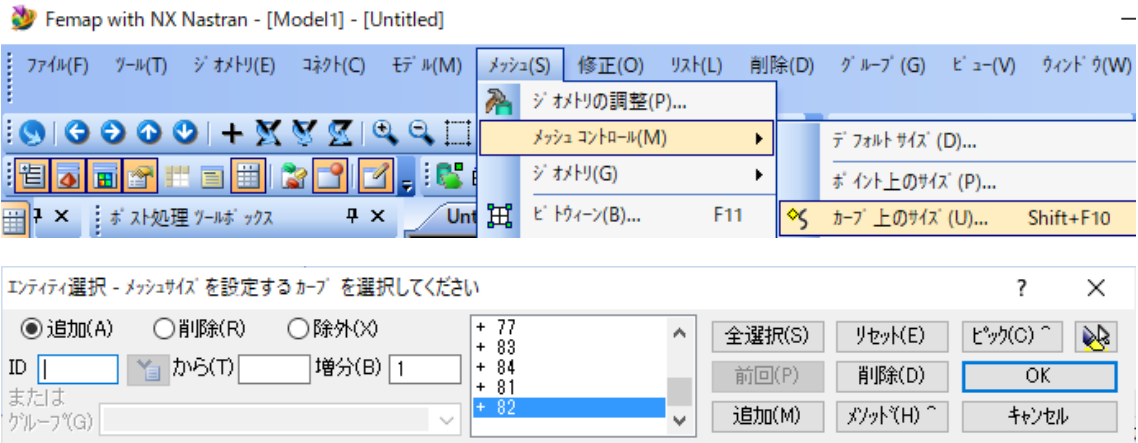 Femap with NX Nastran - [Model1] - [Untitled]
ファイル(F) ツール(T) ジオメトリ(E) コネクト(C) モデル(M) メッシュ(S) 修正(O) リスト(L) 削除(D) グループ(G) ビュー(V) ウィンドウ(W)
ジオメトリの調整(P)...
メッシュ コントロール(M)
デフォルト サイズ(D)...
ジオメトリ(G)
ポイント上のサイズ(P)...
ポスト処理 ツールボックス
Unt
ビトウィーン(B)... F11
カーブ上のサイズ(U)... Shift+F10
エンティティ選択 - メッシュサイズを設定するカーブを選択してください
追加(A) 削除(R) 除外(X)
ID から(T) 増分(B) 1
または
グループ(G)
+ 77
+ 83
+ 84
+ 81
+ 82
全選択(S) リセット(E) ピック(C) ^
前回(P) 削除(D) OK
追加(M) メソッド(H) ^ キャンセル